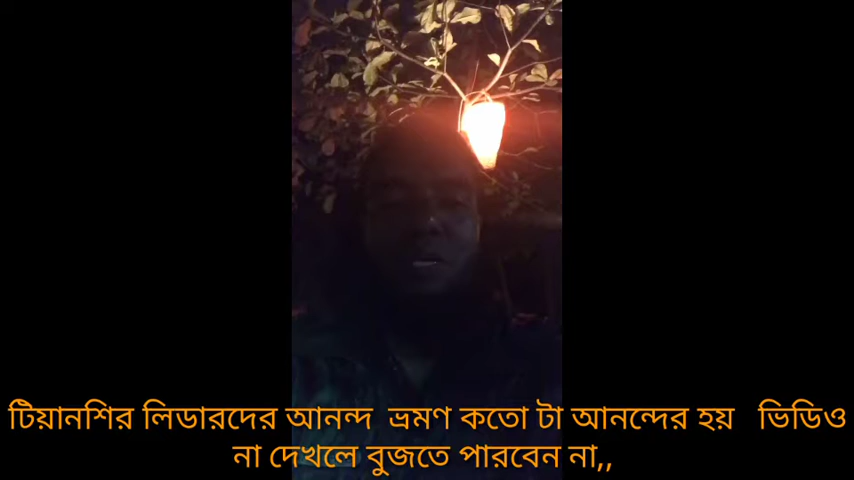 টিয়ানশির লিডারদের আনন্দ ভ্রমণ কতো টা আনন্দের হয় ভিডিও
না দেখলে বুজতে পারবেন না,,